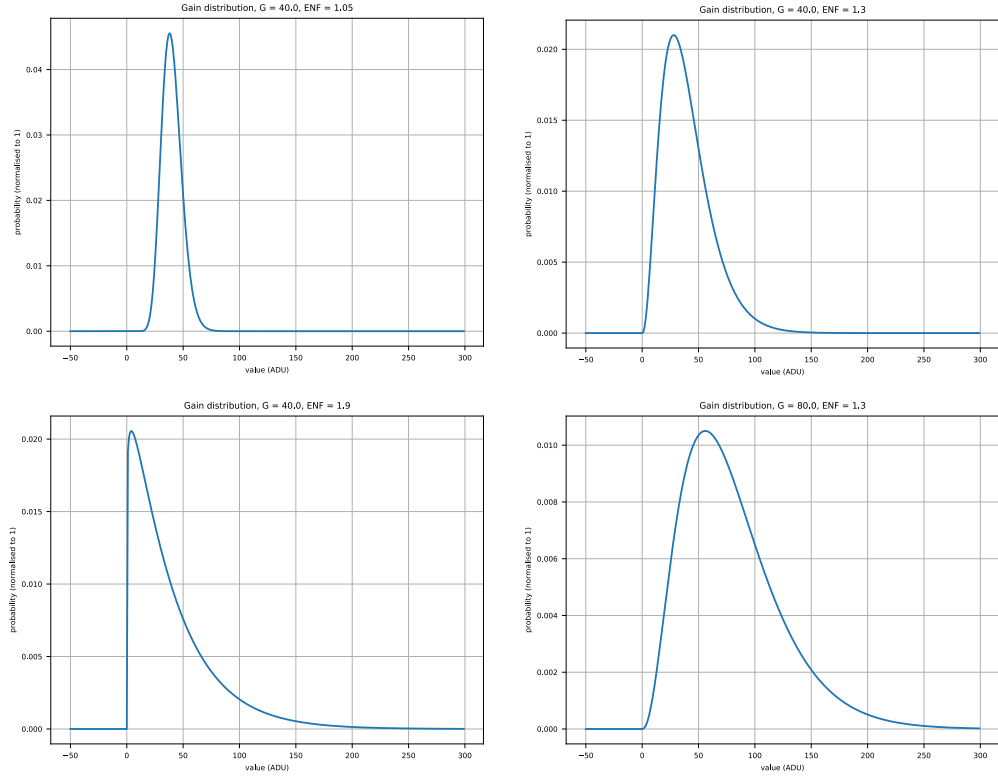 Gain distribution, G = 40.0, ENF = 1.05
probability (normalised to 1)
0.04
0.03
0.02
0.01
0.00
−50 0 50 100 150 200 250 300
value (ADU)
Gain distribution, G = 40.0, ENF = 1.3
probability (normalised to 1)
0.020
0.015
0.010
0.005
0.000
−50 0 50 100 150 200 250 300
value (ADU)
Gain distribution, G = 40.0, ENF = 1.9
probability (normalised to 1)
0.020
0.015
0.010
0.005
0.000
−50 0 50 100 150 200 250 300
value (ADU)
Gain distribution, G = 80.0, ENF = 1.3
probability (normalised to 1)
0.010
0.008
0.006
0.004
0.002
0.000
−50 0 50 100 150 200 250 300
value (ADU)